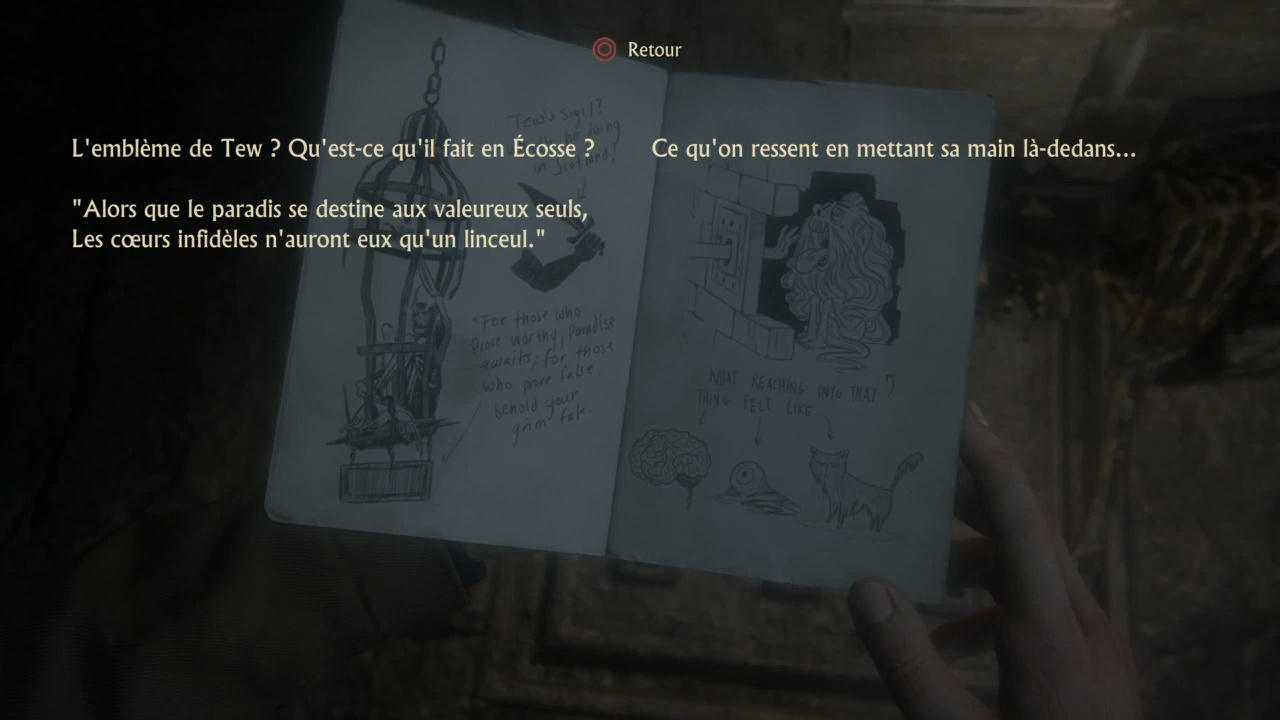 Retour
L'emblème de Tew ? Qu'est-ce qu'il fait en Écosse ?
"Alors que le paradis se destine aux valeureux seuls,
Les cœurs infidèles n'auront eux qu'un linceul."
Ce qu'on ressent en mettant sa main là-dedans...
Tew's sigil?
he doing
in Scotland?
"For those who
prove worthy, paradise
awaits; for those
who prove false,
behold your
grim fate.
WHAT REACHING INTO THAT
THING FELT LIKE